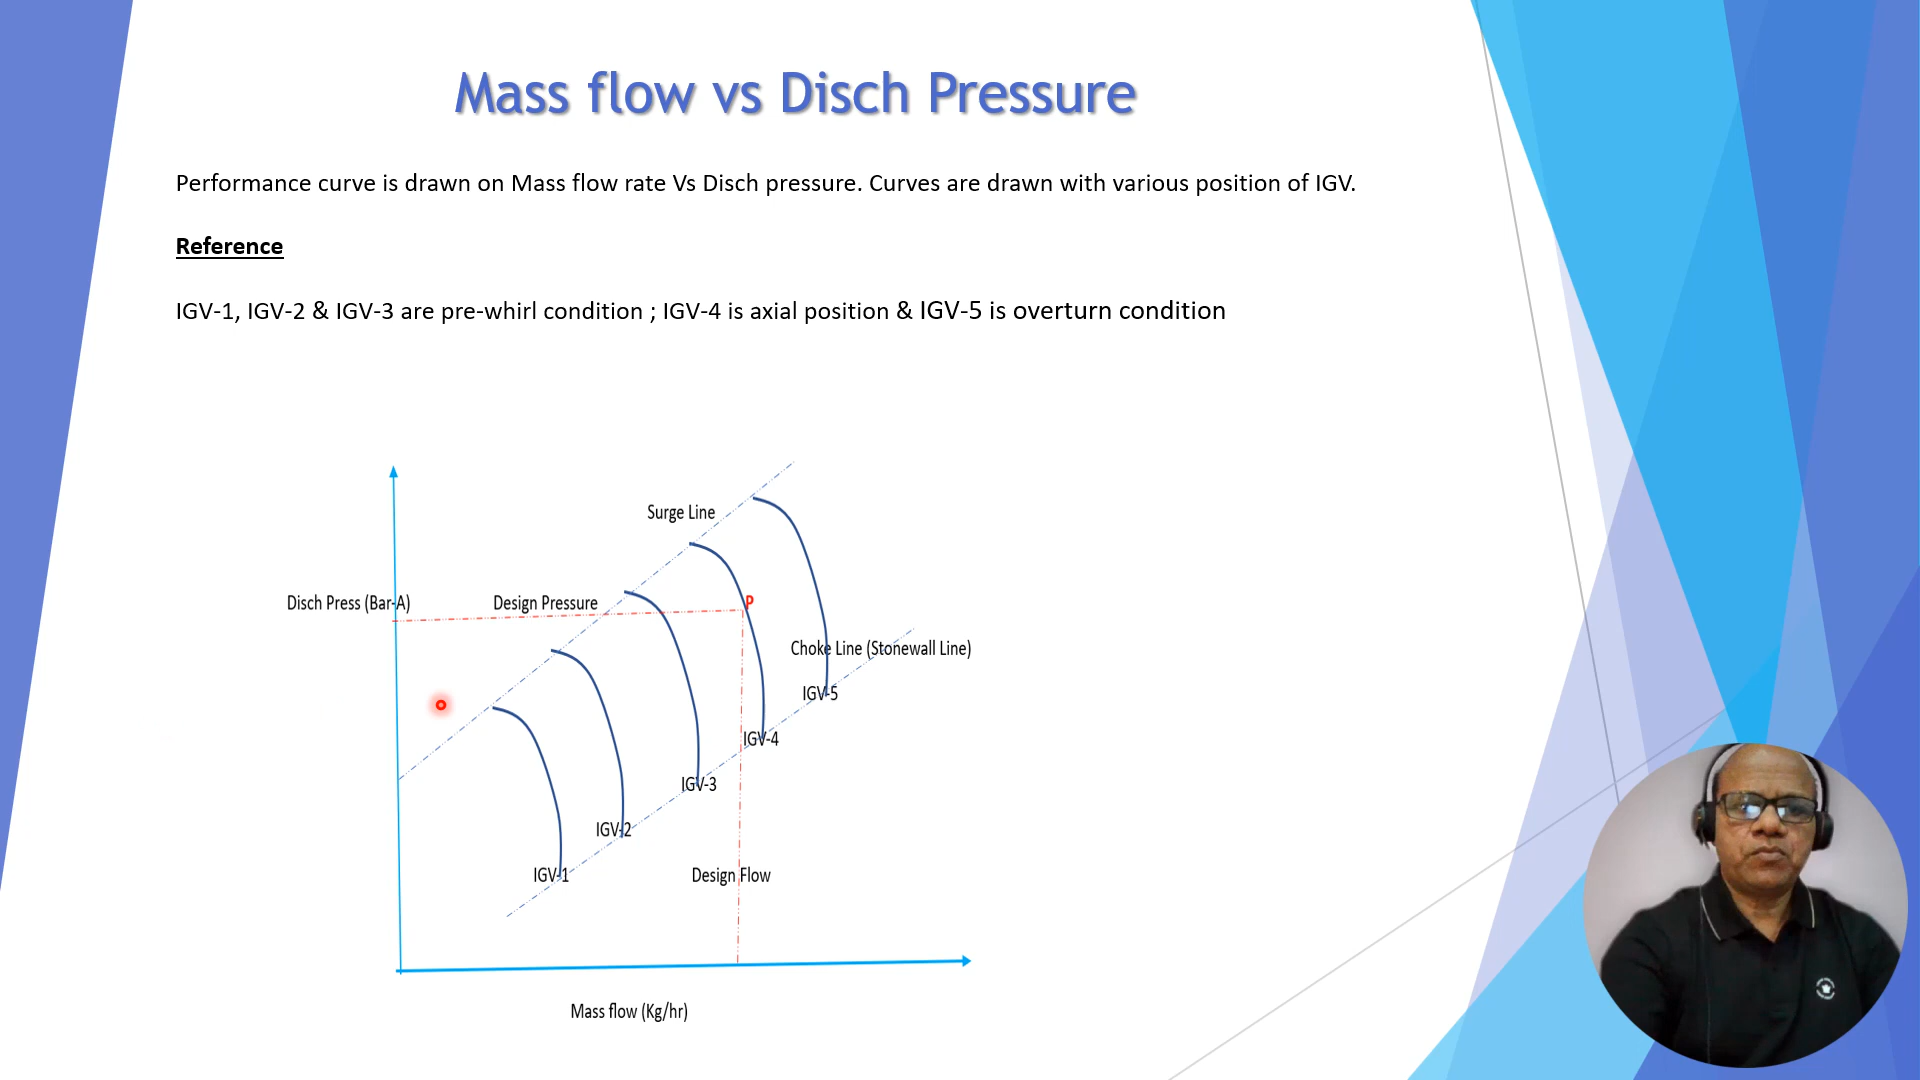 Mass flow vs Disch Pressure
Performance curve is drawn on Mass flow rate Vs Disch pressure. Curves are drawn with various position of IGV.
Reference
IGV-1, IGV-2 & IGV-3 are pre-whirl condition ; IGV-4 is axial position & IGV-5 is overturn condition
Surge Line
Disch Press (Bar-A)
Design Pressure
P
Choke Line (Stonewall Line)
IGV-5
IGV-4
IGV-3
IGV-2
IGV-1
Design Flow
Mass flow (Kg/hr)